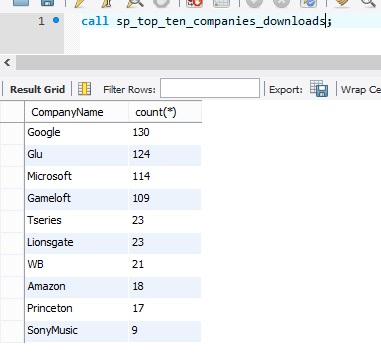 1 call sp_top_ten_companies_downloads;
Result Grid Filter Rows: Export: Wrap Ce
CompanyName count(*)
Google 130
Glu 124
Microsoft 114
Gameloft 109
Tseries 23
Lionsgate 23
WB 21
Amazon 18
Princeton 17
SonyMusic 9